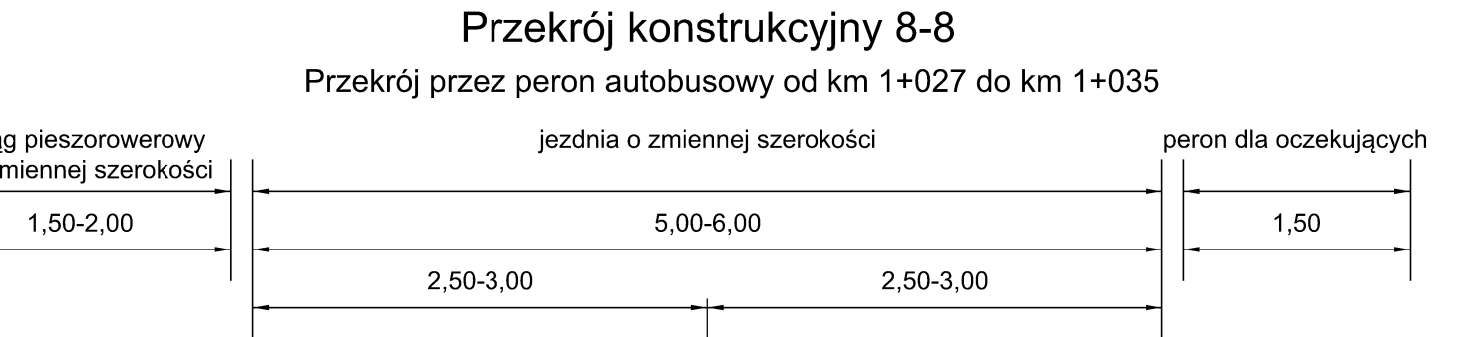 Przekrój konstrukcyjny 8-8
Przekrój przez peron autobusowy od km 1+027 do km 1+035
pieszorowerowy jezdnia o zmiennej szerokości peron dla oczekujących
szerokości
1,50-2,00 5,00-6,00 1,50
2,50-3,00 2,50-3,00